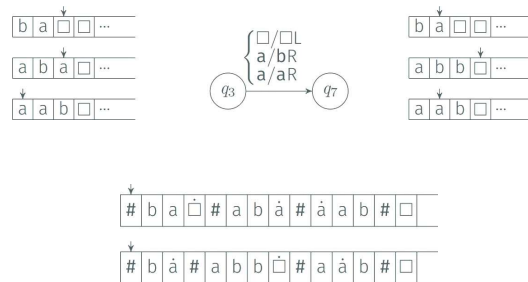 b a □ □ ...
a b a □ ...
a a b □ ...
□/□L
a/bR
a/aR
q₃ q₇
b a □ □ ...
a b b □ ...
a a b □ ...
# b a □̇ # a b ȧ # ȧ a b # □
# b ȧ # a b b □̇ # a ȧ b # □